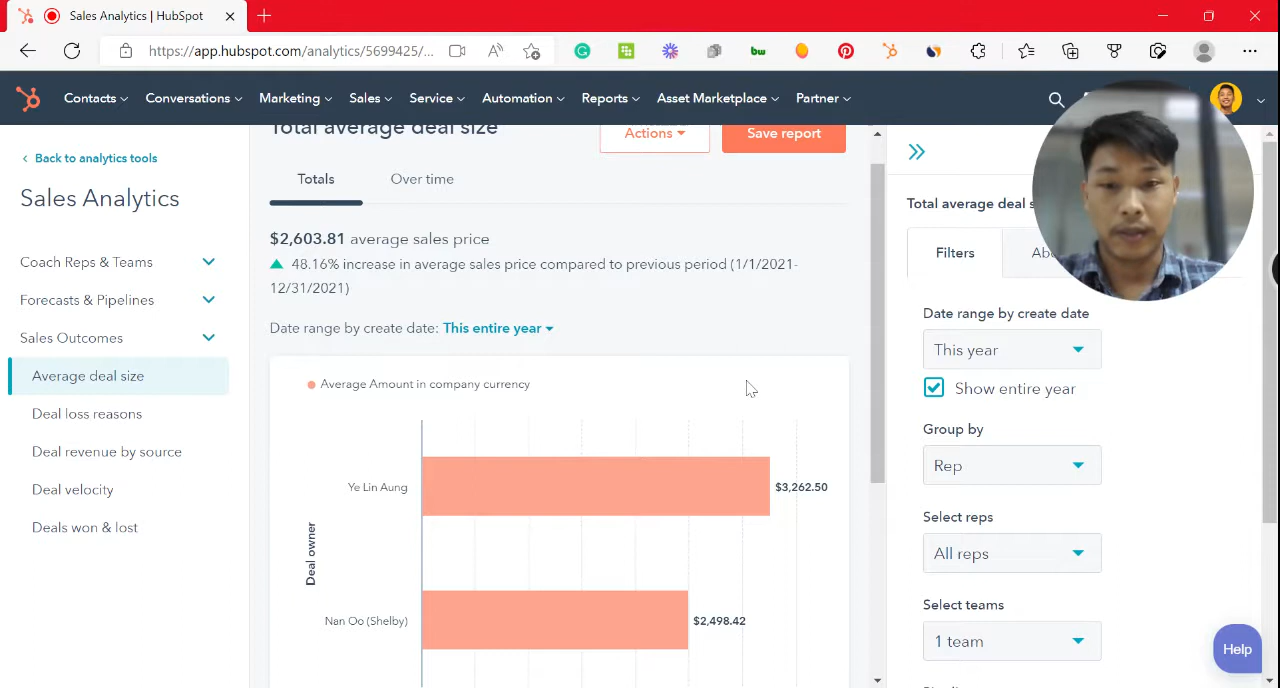 Sales Analytics | HubSpot
https://app.hubspot.com/analytics/5699425/...
bw
Contacts
Conversations
Marketing
Sales
Service
Automation
Reports
Asset Marketplace
Partner
Back to analytics tools
Sales Analytics
Coach Reps & Teams
Forecasts & Pipelines
Sales Outcomes
Average deal size
Deal loss reasons
Deal revenue by source
Deal velocity
Deals won & lost
Total average deal size
Actions
Save report
Totals
Over time
$2,603.81 average sales price
48.16% increase in average sales price compared to previous period (1/1/2021-
12/31/2021)
Date range by create date: This entire year
Average Amount in company currency
Deal owner
Ye Lin Aung
$3,262.50
Nan Oo (Shelby)
$2,498.42
Total average deal s
Filters
Abo
Date range by create date
This year
Show entire year
Group by
Rep
Select reps
All reps
Select teams
1 team
Help